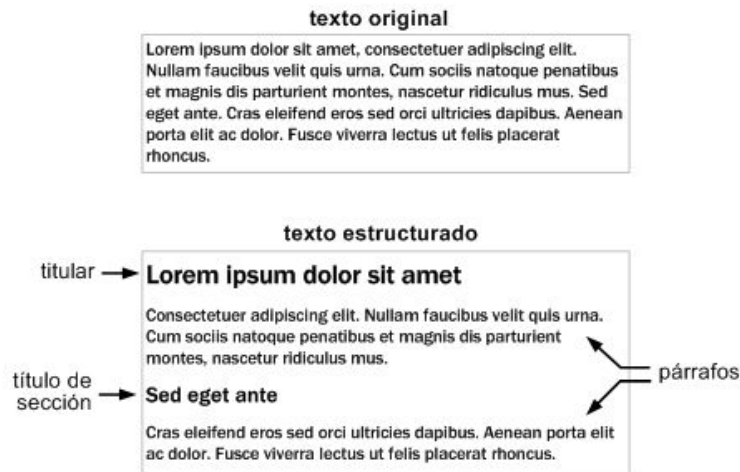 texto original
Lorem ipsum dolor sit amet, consectetuer adipiscing elit.
Nullam faucibus velit quis urna. Cum sociis natoque penatibus
et magnis dis parturient montes, nascetur ridiculus mus. Sed
eget ante. Cras eleifend eros sed orci ultricies dapibus. Aenean
porta elit ac dolor. Fusce viverra lectus ut felis placerat
rhoncus.
texto estructurado
titular
Lorem ipsum dolor sit amet
Consectetuer adipiscing elit. Nullam faucibus velit quis urna.
Cum sociis natoque penatibus et magnis dis parturient
montes, nascetur ridiculus mus.
párrafos
título de
sección
Sed eget ante
Cras eleifend eros sed orci ultricies dapibus. Aenean porta elit
ac dolor. Fusce viverra lectus ut felis placerat rhoncus.